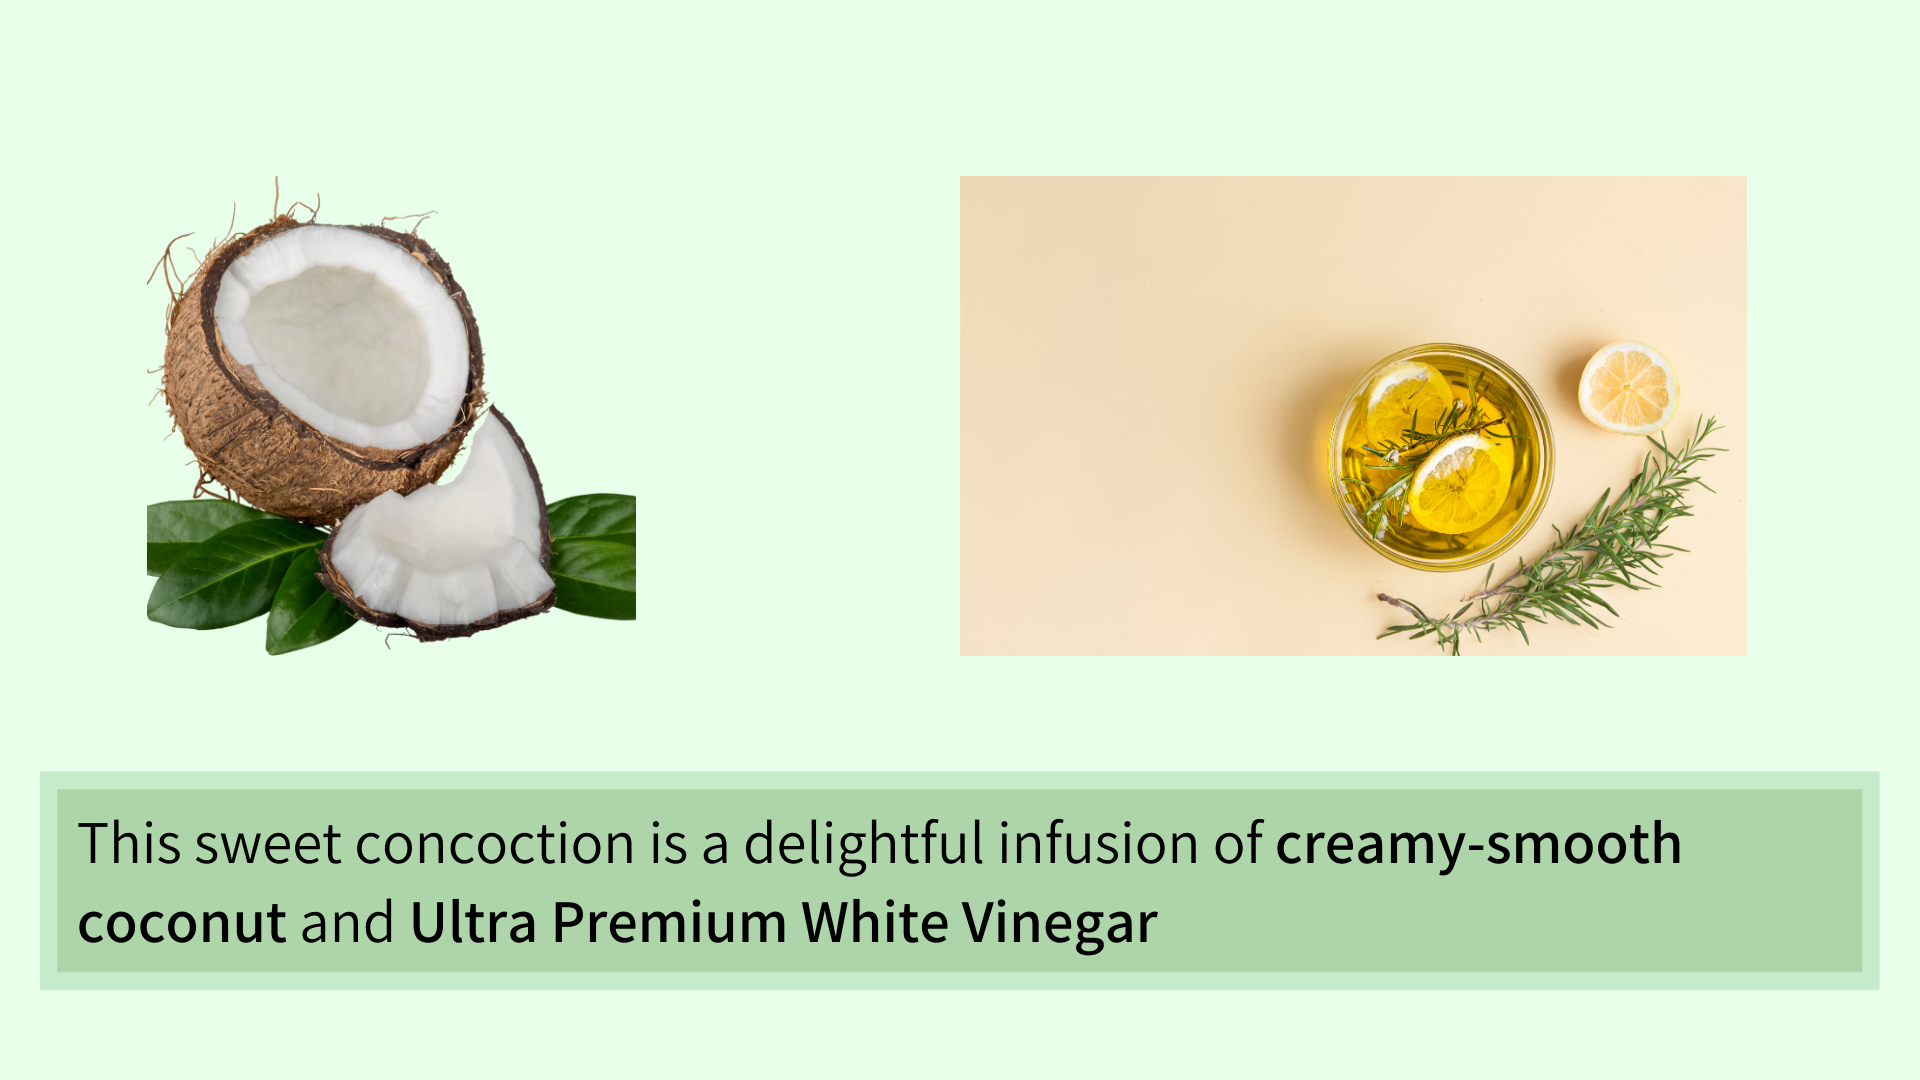 This sweet concoction is a delightful infusion of creamy-smooth
coconut and Ultra Premium White Vinegar